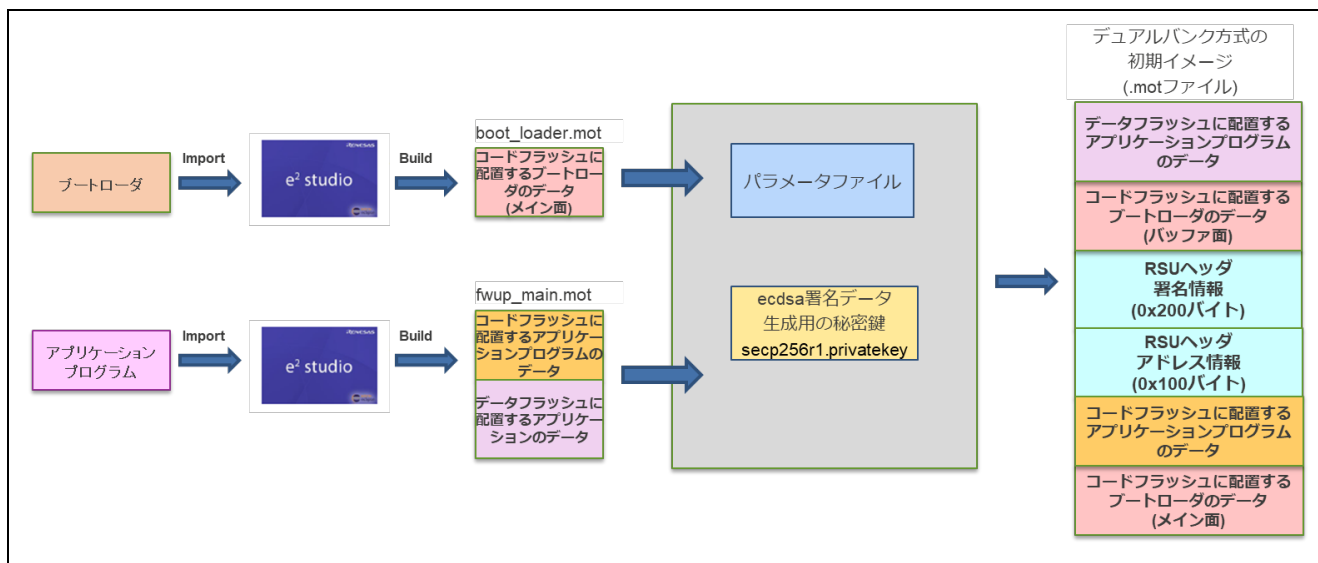 デュアルバンク方式の
初期イメージ
(.motファイル)
ブートローダ
Import
RENESAS
e² studio
Build
boot_loader.mot
コードフラッシュに
配置するブートロー
ダのデータ
(メイン面)
パラメータファイル
アプリケーション
プログラム
Import
RENESAS
e² studio
Build
fwup_main.mot
コードフラッシュに
配置するアプリケー
ションプログラムの
データ
データフラッシュに
配置するアプリケー
ションのデータ
ecdsa署名データ
生成用の秘密鍵
secp256r1.privatekey
データフラッシュに配置する
アプリケーションプログラム
のデータ
コードフラッシュに配置する
ブートローダのデータ
(バッファ面)
RSUヘッダ
署名情報
(0x200バイト)
RSUヘッダ
アドレス情報
(0x100バイト)
コードフラッシュに配置する
アプリケーションプログラム
のデータ
コードフラッシュに配置する
ブートローダのデータ
(メイン面)